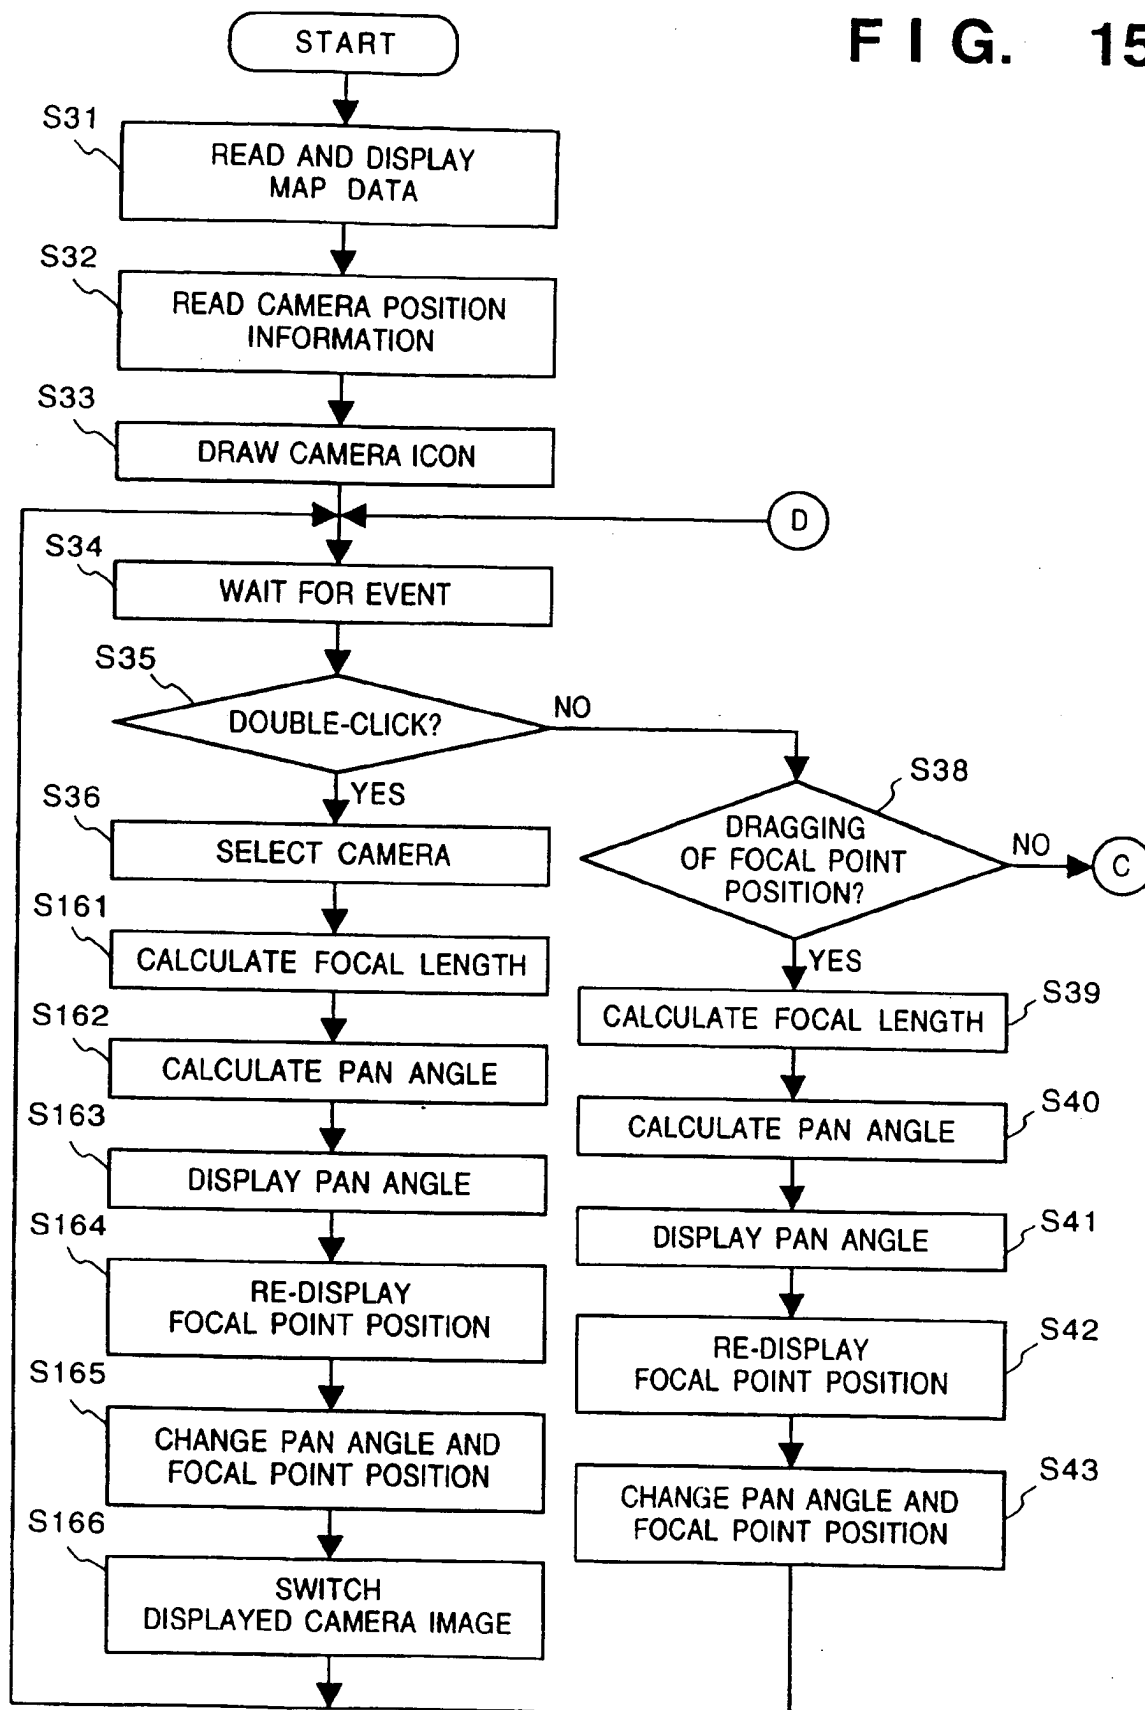 FIG. 15
START
S31
READ AND DISPLAY
MAP DATA
S32
READ CAMERA POSITION
INFORMATION
S33
DRAW CAMERA ICON
D
S34
WAIT FOR EVENT
S35
DOUBLE-CLICK?
NO
YES
S36
SELECT CAMERA
S161
CALCULATE FOCAL LENGTH
S162
CALCULATE PAN ANGLE
S163
DISPLAY PAN ANGLE
S164
RE-DISPLAY
FOCAL POINT POSITION
S165
CHANGE PAN ANGLE AND
FOCAL POINT POSITION
S166
SWITCH
DISPLAYED CAMERA IMAGE
S38
DRAGGING
OF FOCAL POINT
POSITION?
NO
C
YES
S39
CALCULATE FOCAL LENGTH
S40
CALCULATE PAN ANGLE
S41
DISPLAY PAN ANGLE
S42
RE-DISPLAY
FOCAL POINT POSITION
S43
CHANGE PAN ANGLE AND
FOCAL POINT POSITION